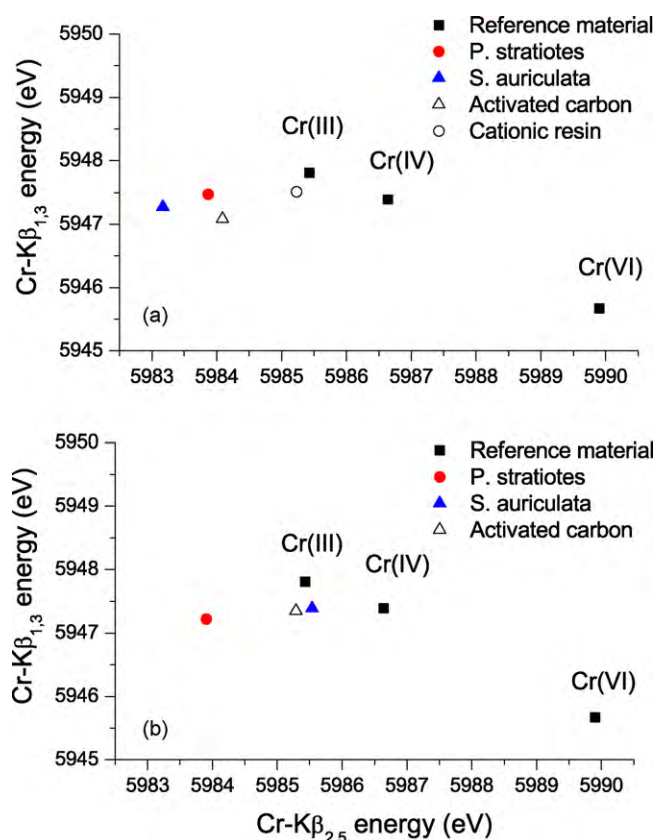 Cr-Kβ1,3 energy (eV)
5950
5949
5948
5947
5946
5945
Reference material
P. stratiotes
S. auriculata
Activated carbon
Cationic resin
Cr(III)
Cr(IV)
Cr(VI)
(a)
5983 5984 5985 5986 5987 5988 5989 5990
Cr-Kβ1,3 energy (eV)
5950
5949
5948
5947
5946
5945
Reference material
P. stratiotes
S. auriculata
Activated carbon
Cr(III)
Cr(IV)
Cr(VI)
(b)
5983 5984 5985 5986 5987 5988 5989 5990
Cr-Kβ2,5 energy (eV)